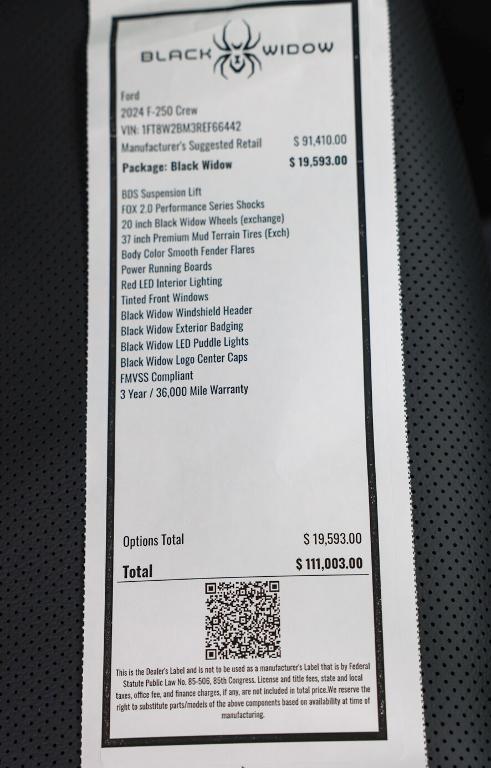 BLACK WIDOW
Ford
2024 F-250 Crew
VIN: 1FT8W2BM3REF66442
Manufacturer's Suggested Retail $ 91,410.00
Package: Black Widow $ 19,593.00
BDS Suspension Lift
FOX 2.0 Performance Series Shocks
20 inch Black Widow Wheels (exchange)
37 inch Premium Mud Terrain Tires (Exch)
Body Color Smooth Fender Flares
Power Running Boards
Red LED Interior Lighting
Tinted Front Windows
Black Widow Windshield Header
Black Widow Exterior Badging
Black Widow LED Puddle Lights
Black Widow Logo Center Caps
FMVSS Compliant
3 Year / 36,000 Mile Warranty
Options Total $ 19,593.00
Total $ 111,003.00
This is the Dealer's Label and is not to be used as a manufacturer's Label that is by Federal
Statute Public Law No. 85-506, 85th Congress. License and title fees, state and local
taxes, office fee, and finance charges, if any, are not included in total price.We reserve the
right to substitute parts/models of the above components based on availability at time of
manufacturing.